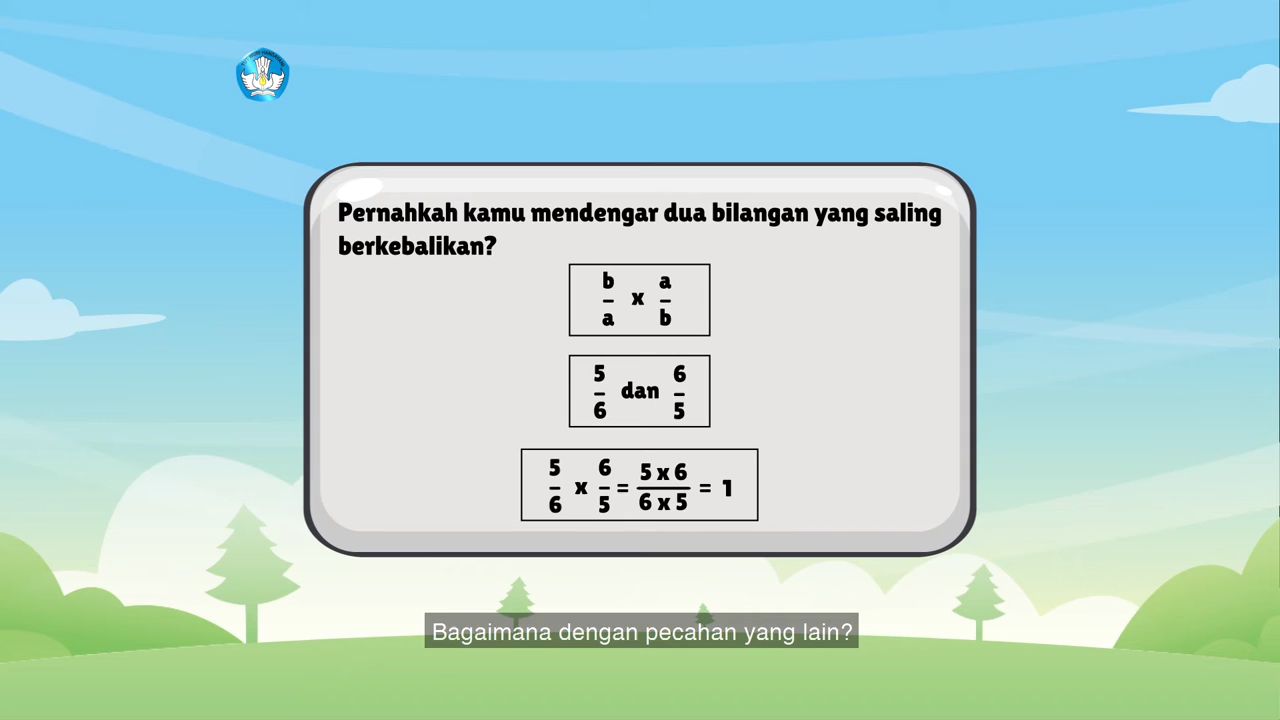 Pernahkah kamu mendengar dua bilangan yang saling
berkebalikan?
b/a x a/b
5/6 dan 6/5
5/6 x 6/5 = 5 x 6/6 x 5 = 1
Bagaimana dengan pecahan yang lain?